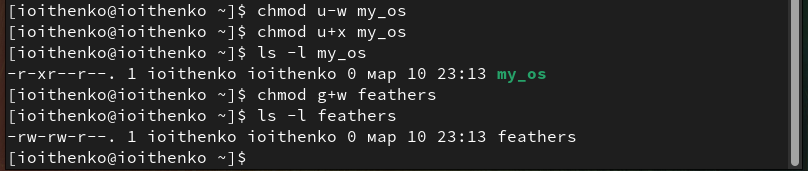 [ioithenko@ioithenko ~]$ chmod u-w my_os
[ioithenko@ioithenko ~]$ chmod u+x my_os
[ioithenko@ioithenko ~]$ ls -l my_os
-r-xr--r--. 1 ioithenko ioithenko 0 мар 10 23:13 my_os
[ioithenko@ioithenko ~]$ chmod g+w feathers
[ioithenko@ioithenko ~]$ ls -l feathers
-rw-rw-r--. 1 ioithenko ioithenko 0 мар 10 23:13 feathers
[ioithenko@ioithenko ~]$